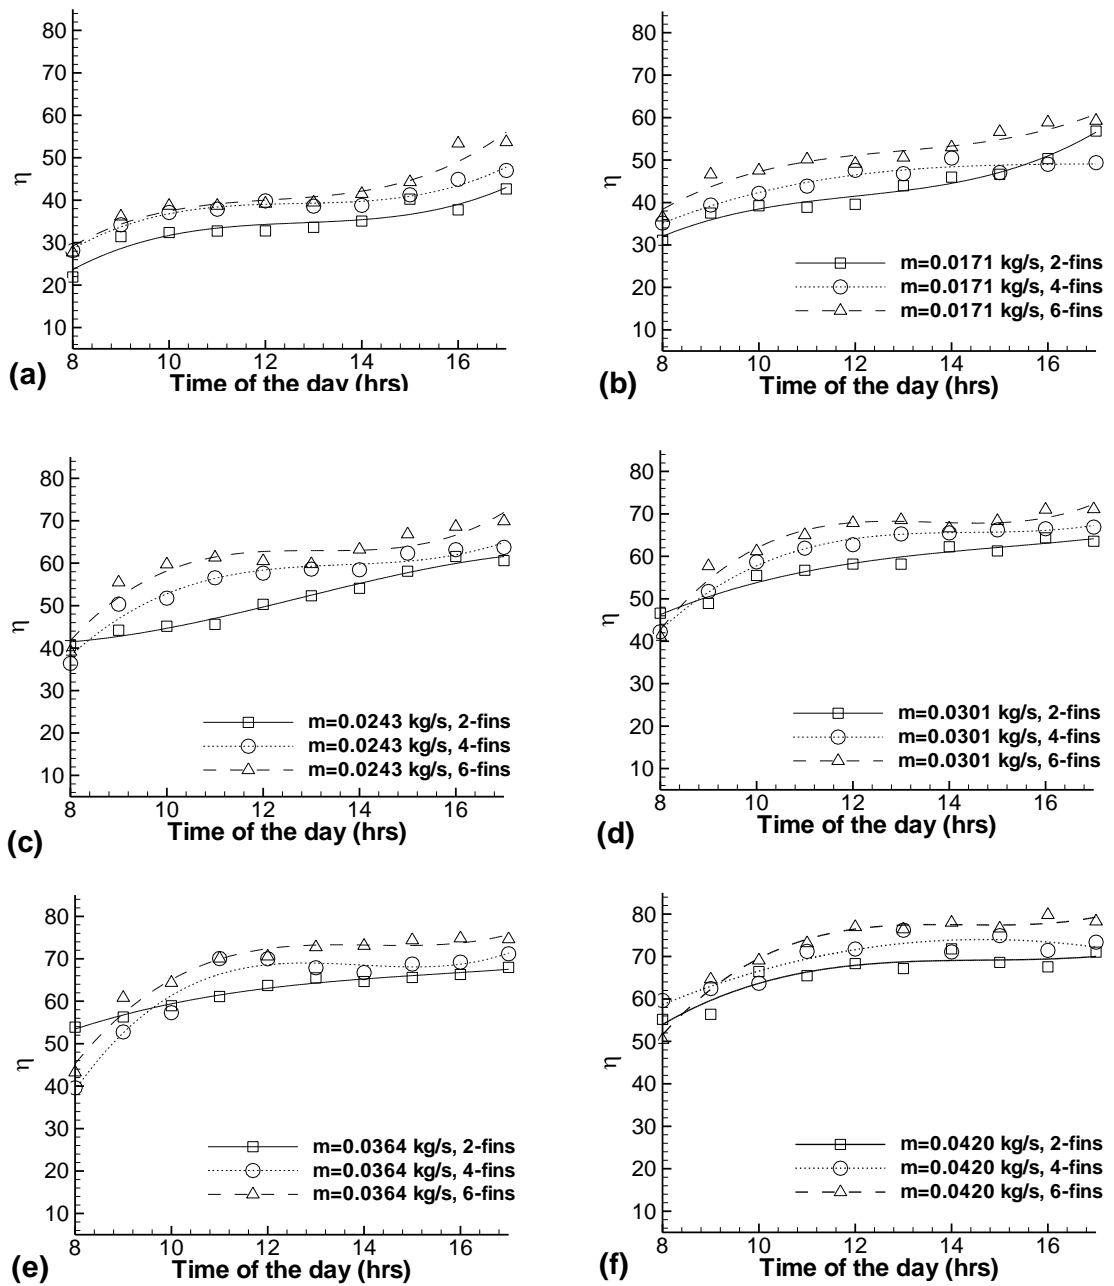 80
70
60
50
η
40
30
20
10
8 10 12 14 16
(a) Time of the day (hrs)
80
70
60
50
η
40
30
20
10
m=0.0171 kg/s, 2-fins
m=0.0171 kg/s, 4-fins
m=0.0171 kg/s, 6-fins
8 10 12 14 16
(b) Time of the day (hrs)
80
70
60
50
η
40
30
20
10
m=0.0243 kg/s, 2-fins
m=0.0243 kg/s, 4-fins
m=0.0243 kg/s, 6-fins
8 10 12 14 16
(c) Time of the day (hrs)
80
70
60
50
η
40
30
20
10
m=0.0301 kg/s, 2-fins
m=0.0301 kg/s, 4-fins
m=0.0301 kg/s, 6-fins
8 10 12 14 16
(d) Time of the day (hrs)
80
70
60
50
η
40
30
20
10
m=0.0364 kg/s, 2-fins
m=0.0364 kg/s, 4-fins
m=0.0364 kg/s, 6-fins
8 10 12 14 16
(e) Time of the day (hrs)
80
70
60
50
η
40
30
20
10
m=0.0420 kg/s, 2-fins
m=0.0420 kg/s, 4-fins
m=0.0420 kg/s, 6-fins
8 10 12 14 16
(f) Time of the day (hrs)